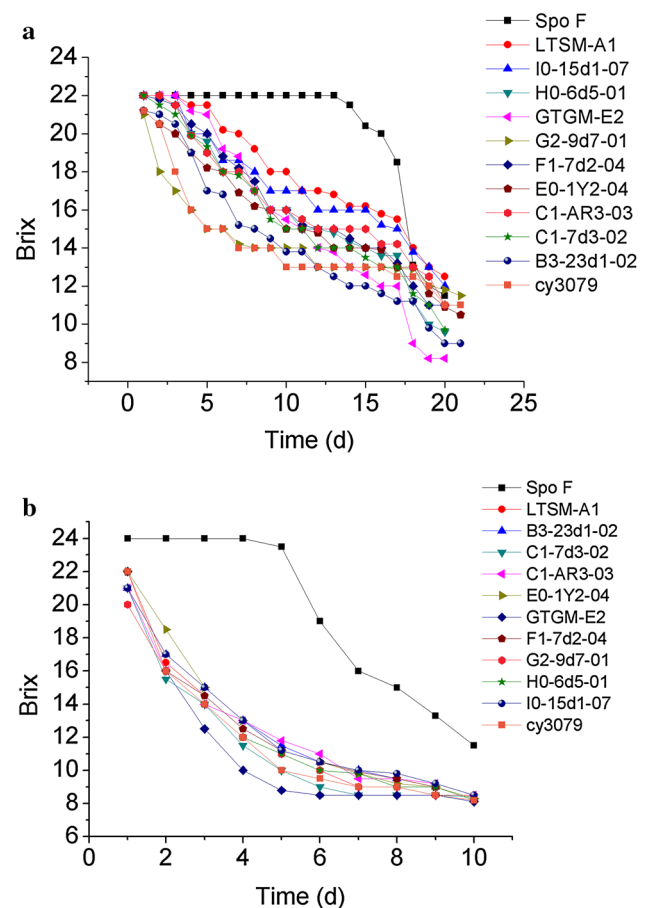 a
Spo F
LTSM-A1
I0-15d1-07
H0-6d5-01
GTGM-E2
G2-9d7-01
F1-7d2-04
E0-1Y2-04
C1-AR3-03
C1-7d3-02
B3-23d1-02
cy3079
24
22
20
18
16
14
12
10
8
Brix
0
5
10
15
20
25
Time (d)
b
Spo F
LTSM-A1
B3-23d1-02
C1-7d3-02
C1-AR3-03
E0-1Y2-04
GTGM-E2
F1-7d2-04
G2-9d7-01
H0-6d5-01
I0-15d1-07
cy3079
24
22
20
18
16
14
12
10
8
6
Brix
0
2
4
6
8
10
Time (d)